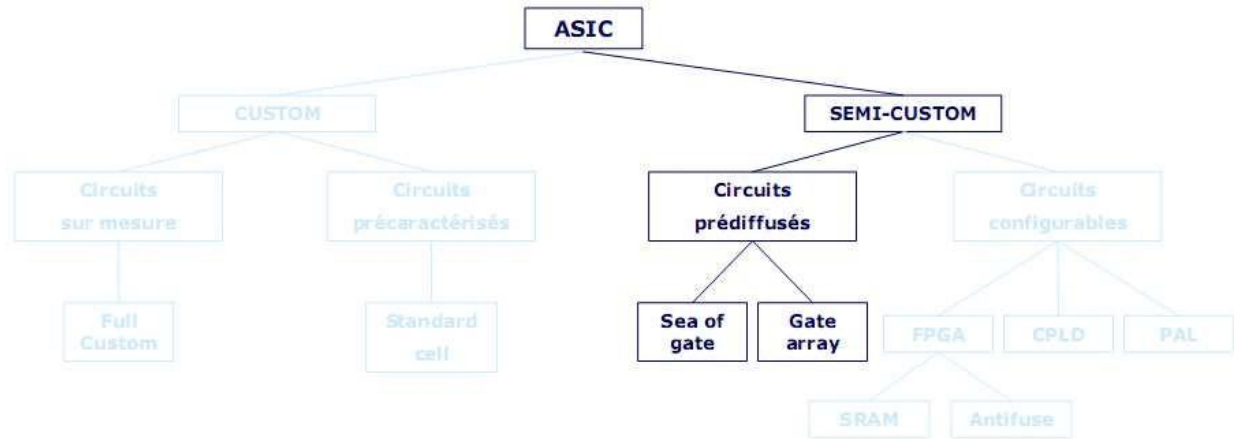 ASIC
CUSTOM
SEMI-CUSTOM
Circuits
sur mesure
Circuits
précaractérisés
Circuits
prédiffusés
Circuits
configurables
Full
Custom
Standard
cell
Sea of
gate
Gate
array
FPGA
CPLD
PAL
SRAM
Antifuse